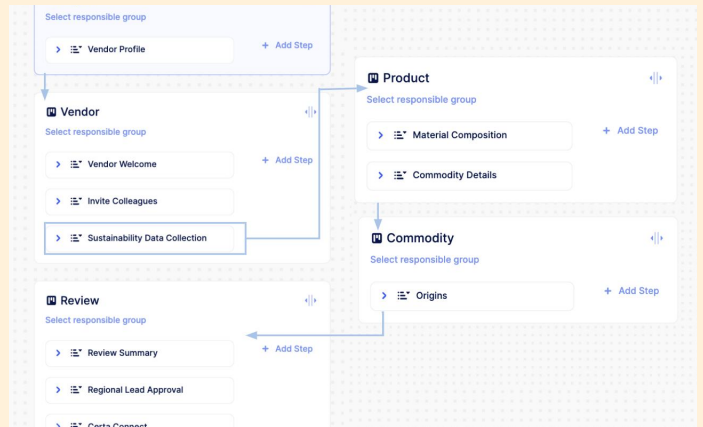 Select responsible group
Vendor Profile
+ Add Step
Vendor
Select responsible group
Vendor Welcome
+ Add Step
Invite Colleagues
Sustainability Data Collection
Product
Select responsible group
Material Composition
+ Add Step
Commodity Details
Commodity
Select responsible group
Origins
+ Add Step
Review
Select responsible group
Review Summary
+ Add Step
Regional Lead Approval
Certa Connect